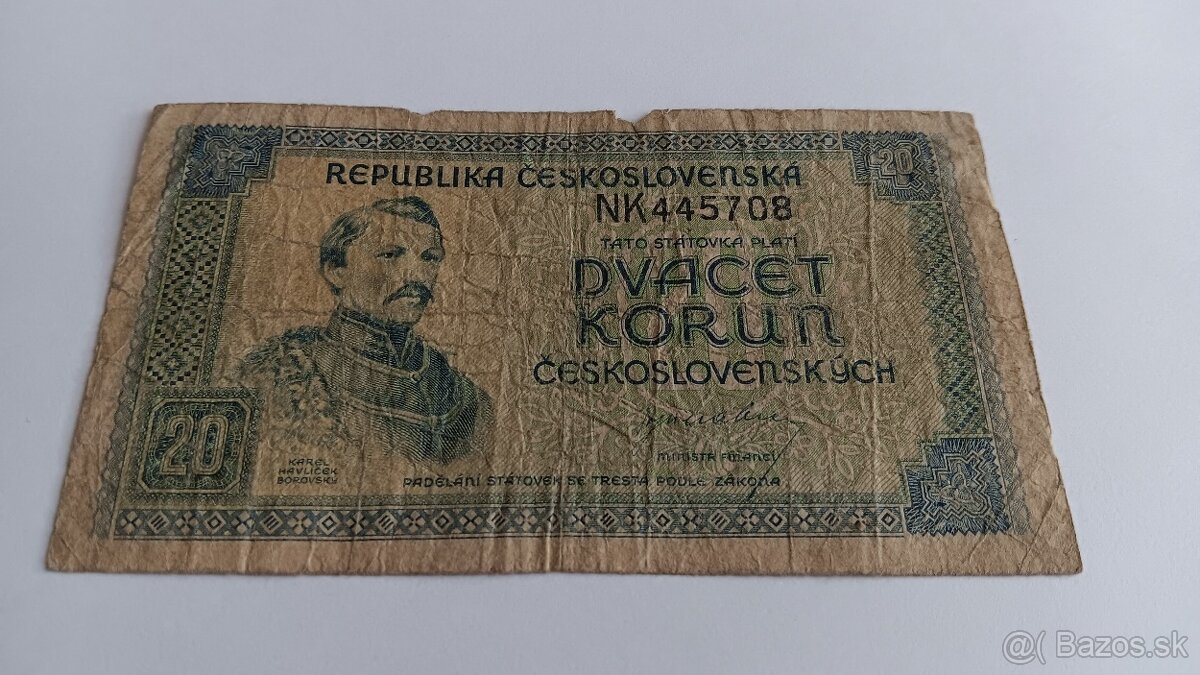 20
REPUBLIKA ČESKOSLOVENSKÁ
NK445708
TATO STÁTOVKA PLATÍ
DVACET
KORUN
ČESKOSLOVENSKÝCH
MINISTR FINANCÍ
20
KAREL
HAVLÍČEK
BOROVSKÝ
PADĚLÁNÍ STÁTOVEK SE TRESTÁ PODLE ZÁKONA
@( Bazos.sk